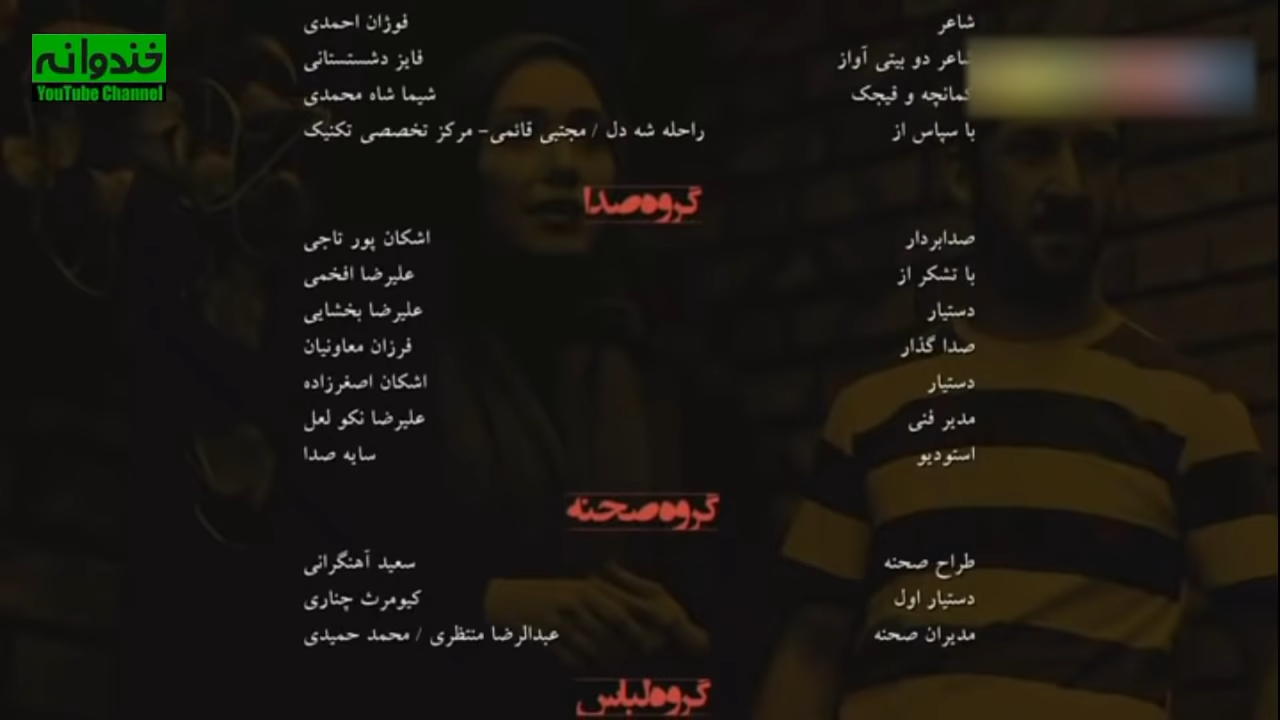 خندوانه
YouTube Channel
شاعر فوژان احمدی
شاعر دو بیتی آواز فایز دشتستانی
کمانچه و قیجک شیما شاه محمدی
با سپاس از راحله شه دل / مجتبی قائمی- مرکز تخصصی تکنیک
گروه صدا
صدابردار اشکان پور تاجی
با تشکر از علیرضا افخمی
دستیار علیرضا بخشایی
صدا گذار فرزان معاونیان
دستیار اشکان اصغرزاده
مدیر فنی علیرضا نکو لعل
استودیو سایه صدا
گروه صحنه
طراح صحنه سعید آهنگرانی
دستیار اول کیومرث چناری
مدیران صحنه عبدالرضا منتظری / محمد حمیدی
گروه لباس